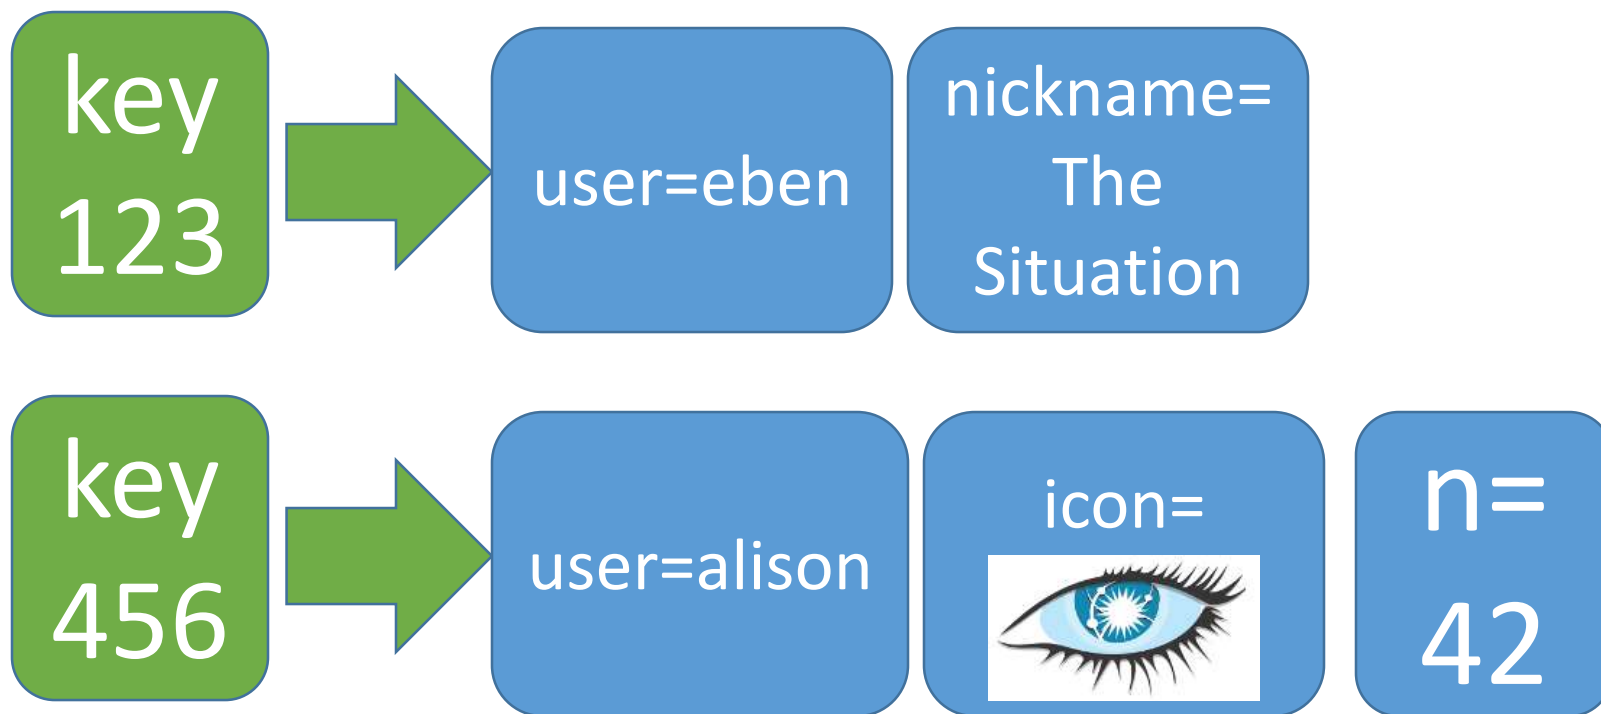 key
123
user=eben
nickname=
The
Situation
key
456
user=alison
icon=
n=
42